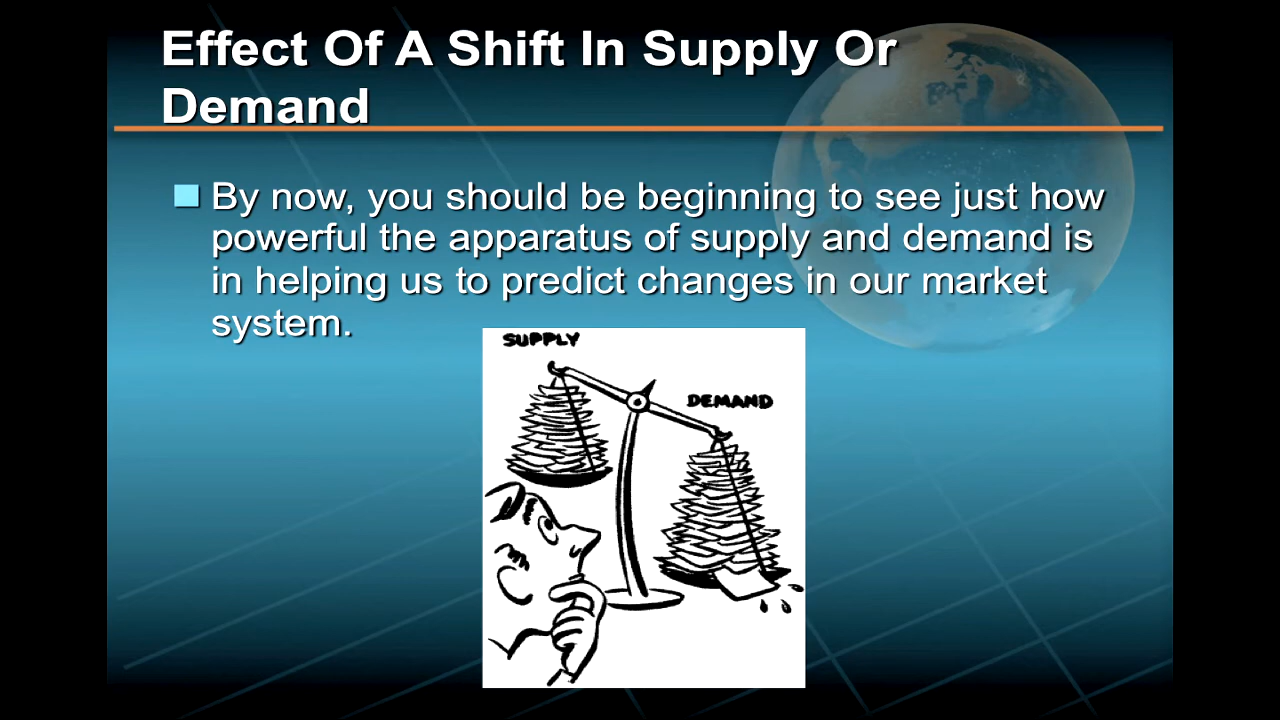 Effect Of A Shift In Supply Or
Demand
By now, you should be beginning to see just how
powerful the apparatus of supply and demand is
in helping us to predict changes in our market
system.
SUPPLY
DEMAND